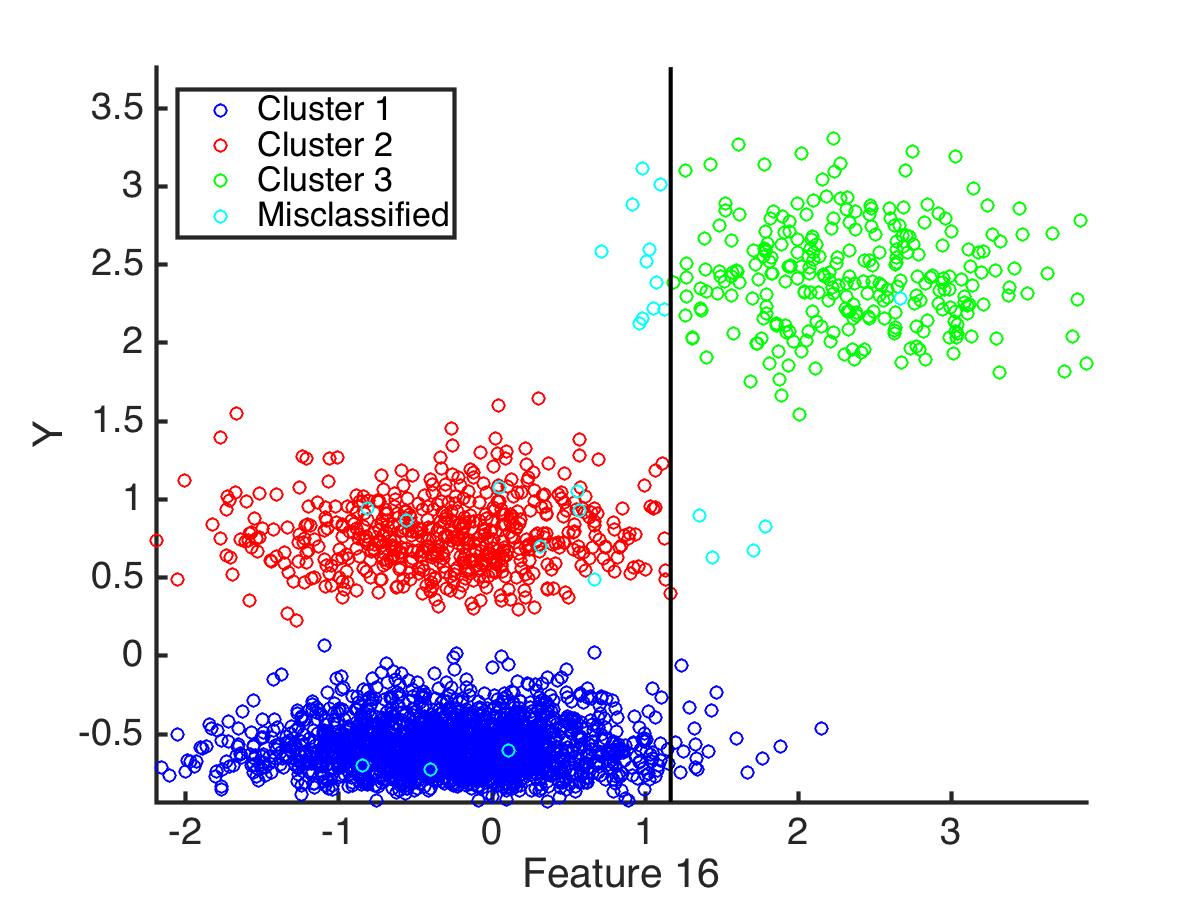 3.5
3
2.5
2
1.5
1
0.5
0
-0.5
Y
Cluster 1
Cluster 2
Cluster 3
Misclassified
-2 -1 0 1 2 3
Feature 16